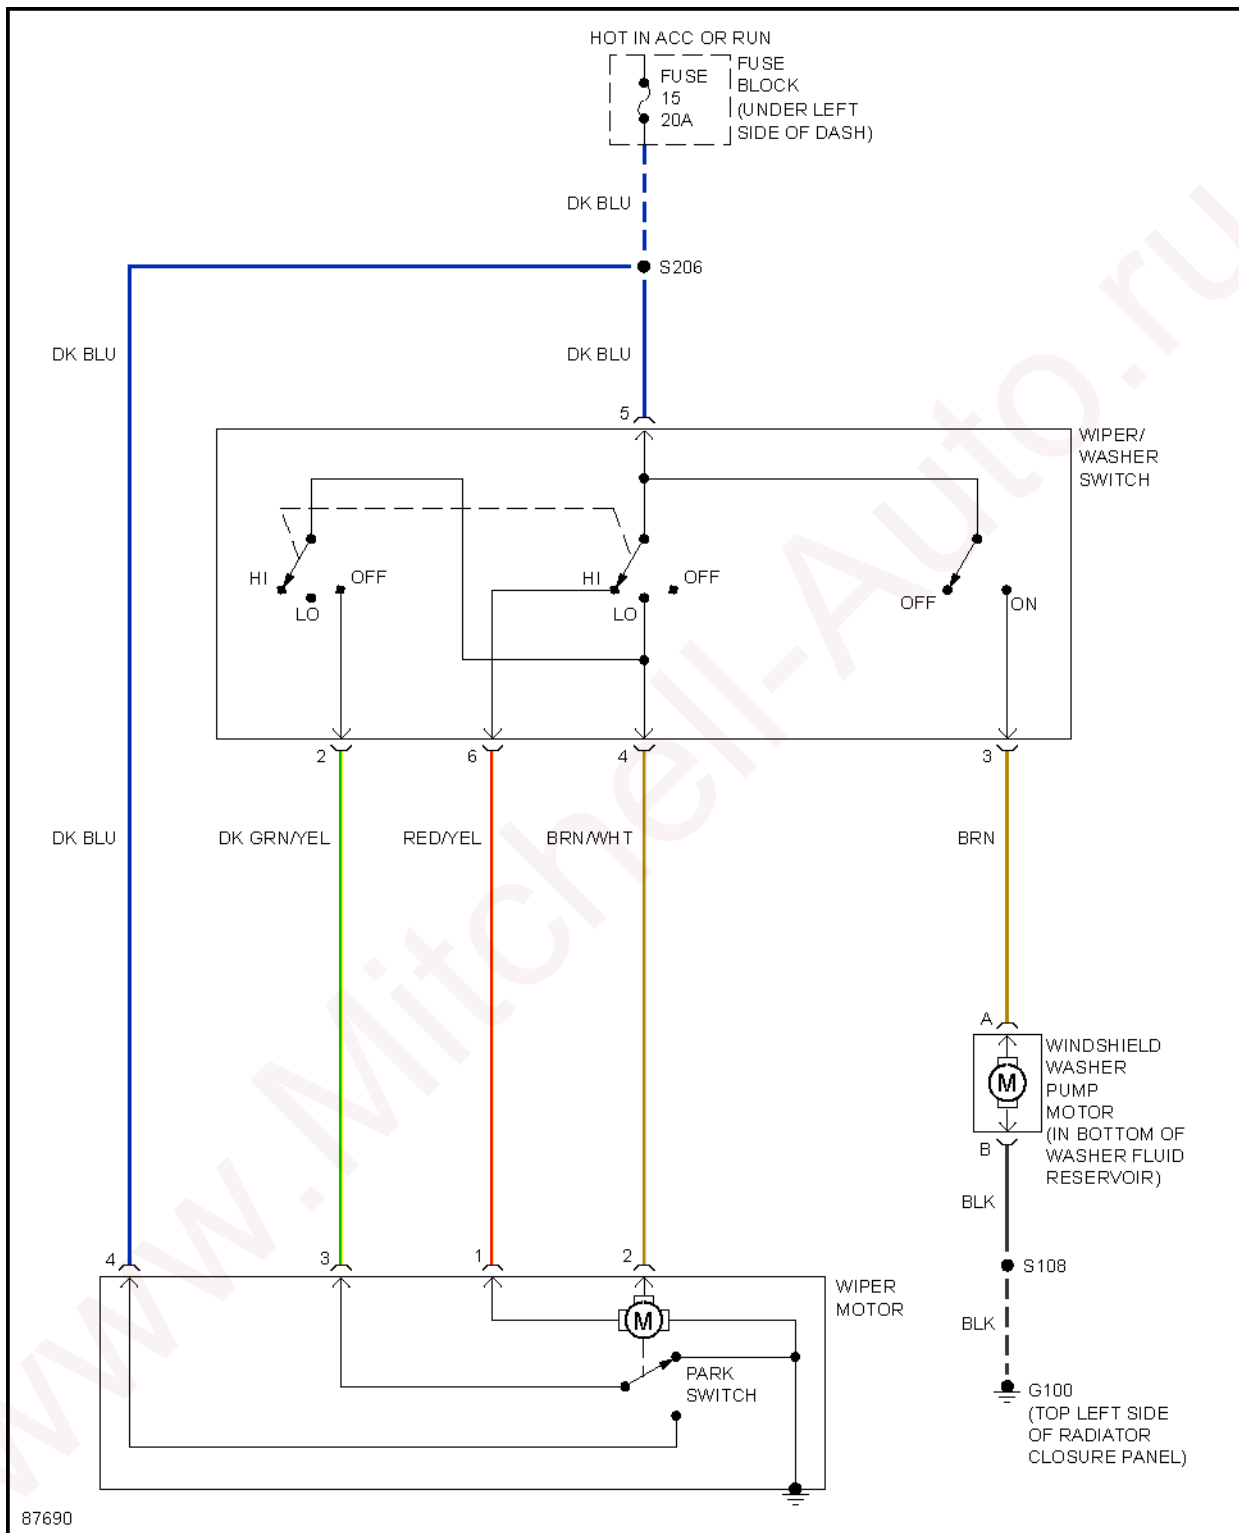 HOT IN ACC OR RUN
FUSE
15
20A
FUSE
BLOCK
(UNDER LEFT
SIDE OF DASH)
DK BLU
S206
DK BLU
DK BLU
5
WIPER/
WASHER
SWITCH
HI
LO
OFF
HI
LO
OFF
OFF
ON
2
6
4
3
DK BLU
DK GRN/YEL
RED/YEL
BRN/WHT
BRN
A
M
WINDSHIELD
WASHER
PUMP
MOTOR
(IN BOTTOM OF
WASHER FLUID
RESERVOIR)
B
BLK
S108
BLK
G100
(TOP LEFT SIDE
OF RADIATOR
CLOSURE PANEL)
4
3
1
2
WIPER
MOTOR
M
PARK
SWITCH
87690
www.Mitchell-Auto.ru